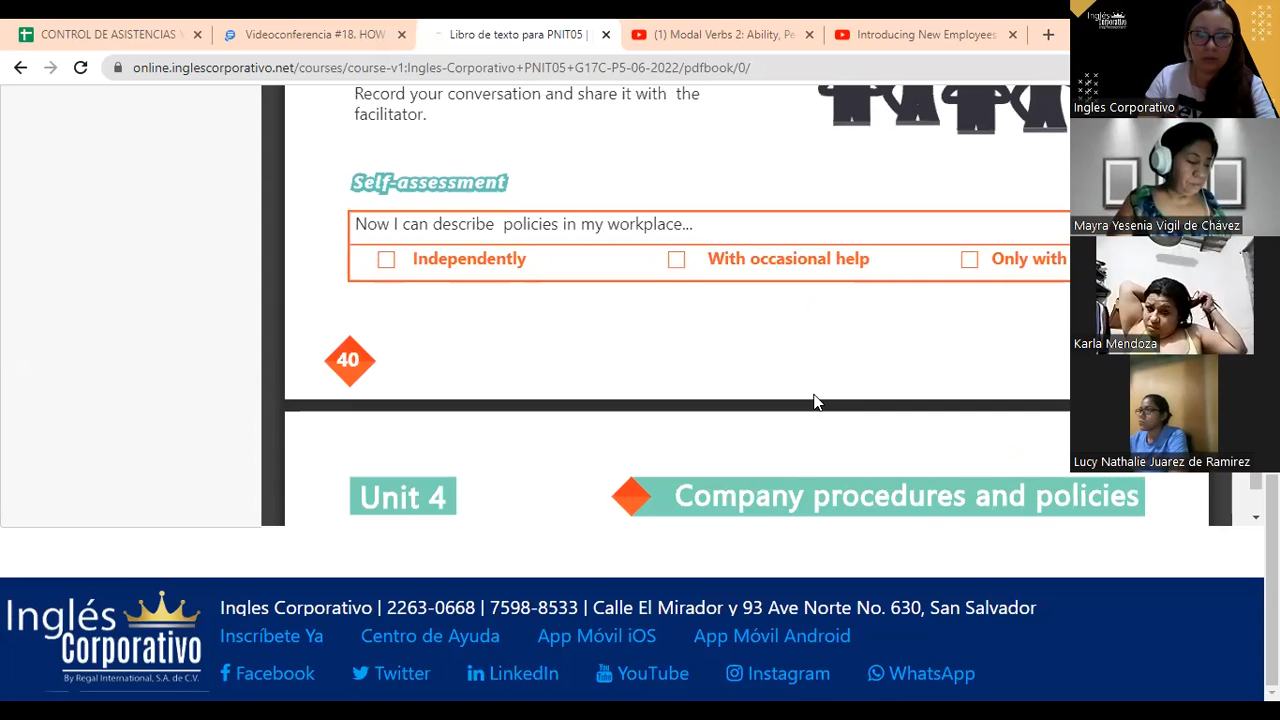 CONTROL DE ASISTENCIAS
Videoconferencia #18. HOW
Libro de texto para PNIT05 |
(1) Modal Verbs 2: Ability, Pe
Introducing New Employees
online.inglescorporativo.net/courses/course-v1:Ingles-Corporativo+PNIT05+G17C-P5-06-2022/pdfbook/0/
Record your conversation and share it with the
facilitator.
Self-assessment
Now I can describe policies in my workplace...
Independently
With occasional help
Only with
40
Unit 4
Company procedures and policies
Inglés
Corporativo
By Regal International, S.A. de C.V.
Ingles Corporativo | 2263-0668 | 7598-8533 | Calle El Mirador y 93 Ave Norte No. 630, San Salvador
Inscríbete Ya Centro de Ayuda App Móvil iOS App Móvil Android
Facebook Twitter LinkedIn YouTube Instagram WhatsApp
Inglés
Corporativo
Ingles Corporativo
Mayra Yesenia Vigil de Chávez
Karla Mendoza
Lucy Nathalie Juarez de Ramirez